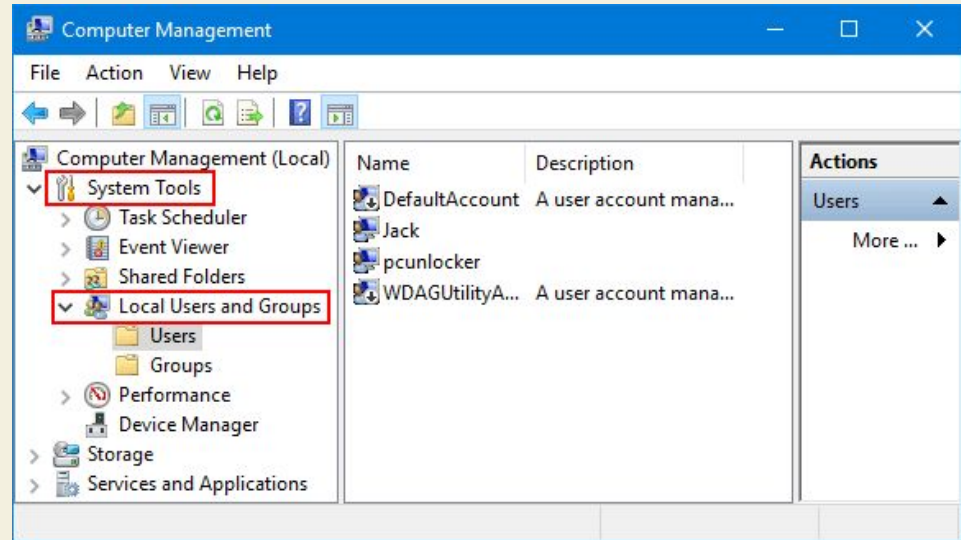 Computer Management
File Action View Help
Computer Management (Local)
System Tools
Task Scheduler
Event Viewer
Shared Folders
Local Users and Groups
Users
Groups
Performance
Device Manager
Storage
Services and Applications
Name Description
DefaultAccount A user account mana...
Jack
pcunlocker
WDAGUtilityA... A user account mana...
Actions
Users
More ...